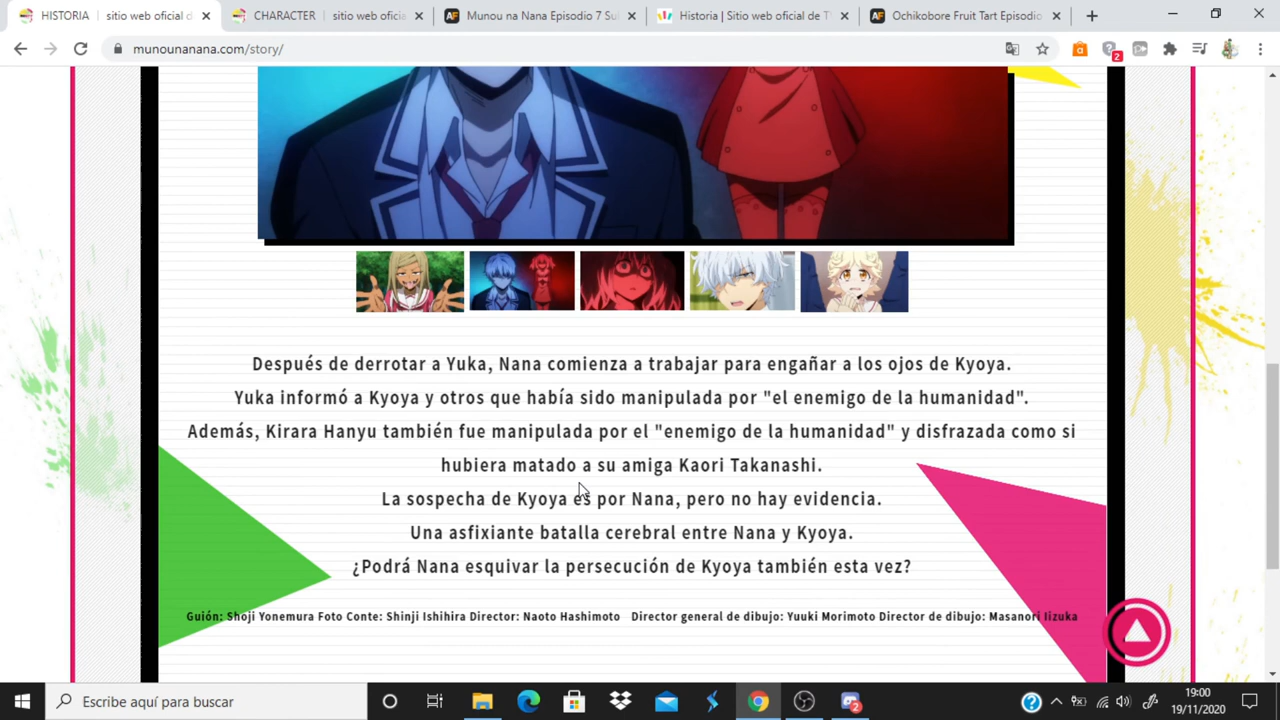 HISTORIA | sitio web oficial d
CHARACTER | sitio web oficia
Munou na Nana Episodio 7 Su
Historia | Sitio web oficial de T
Ochikobore Fruit Tart Episodio
munounanana.com/story/
2
Después de derrotar a Yuka, Nana comienza a trabajar para engañar a los ojos de Kyoya.
Yuka informó a Kyoya y otros que había sido manipulada por "el enemigo de la humanidad".
Además, Kirara Hanyu también fue manipulada por el "enemigo de la humanidad" y disfrazada como si
hubiera matado a su amiga Kaori Takanashi.
La sospecha de Kyoya es por Nana, pero no hay evidencia.
Una asfixiante batalla cerebral entre Nana y Kyoya.
¿Podrá Nana esquivar la persecución de Kyoya también esta vez?
Guión: Shoji Yonemura Foto Conte: Shinji Ishihira Director: Naoto Hashimoto Director general de dibujo: Yuuki Morimoto Director de dibujo: Masanori Iizuka
Escribe aquí para buscar
2
19:00
19/11/2020